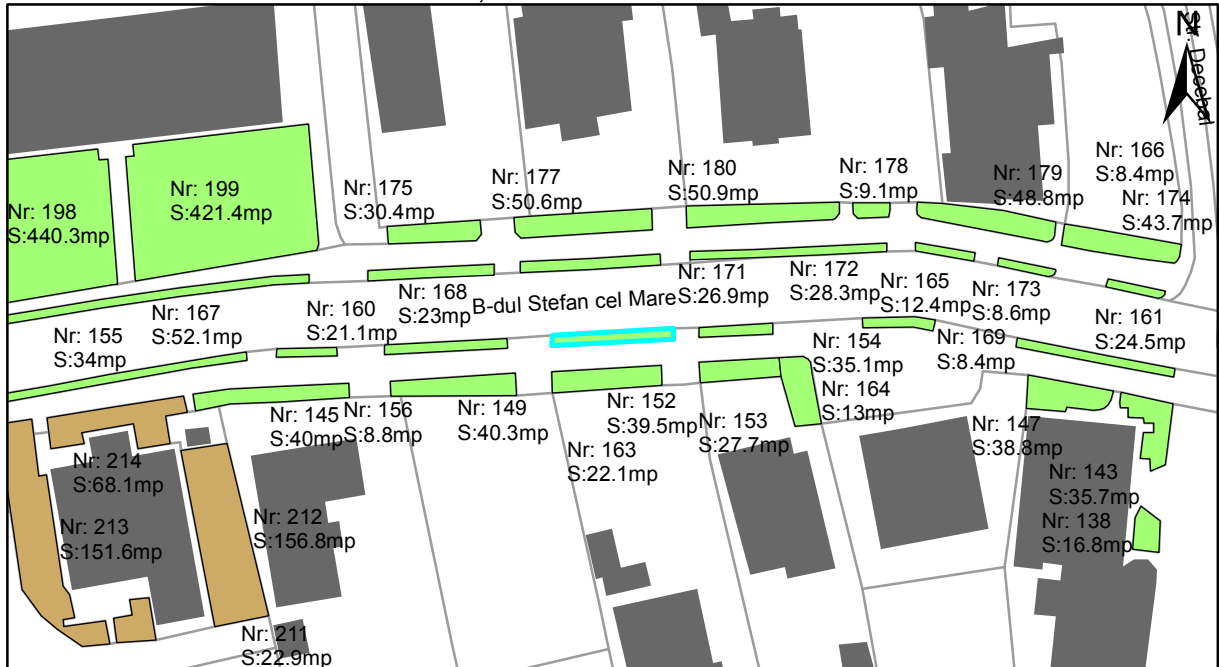 N
Str. Decebal
Nr: 166
S:8.4mp
Nr: 180
S:50.9mp
Nr: 178
S:9.1mp
Nr: 179
S:48.8mp
Nr: 177
S:50.6mp
Nr: 175
S:30.4mp
Nr: 199
S:421.4mp
Nr: 174
S:43.7mp
Nr: 198
S:440.3mp
Nr: 171
S:26.9mp
Nr: 172
S:28.3mp
Nr: 165
S:12.4mp
Nr: 173
S:8.6mp
Nr: 168
S:23mp
B-dul Stefan cel Mare
Nr: 160
S:21.1mp
Nr: 167
S:52.1mp
Nr: 155
S:34mp
Nr: 161
S:24.5mp
Nr: 169
S:8.4mp
Nr: 154
S:35.1mp
Nr: 164
S:13mp
Nr: 145
S:40mp
Nr: 156
S:8.8mp
Nr: 149
S:40.3mp
Nr: 152
S:39.5mp
Nr: 153
S:27.7mp
Nr: 147
S:38.8mp
Nr: 163
S:22.1mp
Nr: 214
S:68.1mp
Nr: 143
S:35.7mp
Nr: 212
S:156.8mp
Nr: 213
S:151.6mp
Nr: 138
S:16.8mp
Nr: 211
S:22.9mp